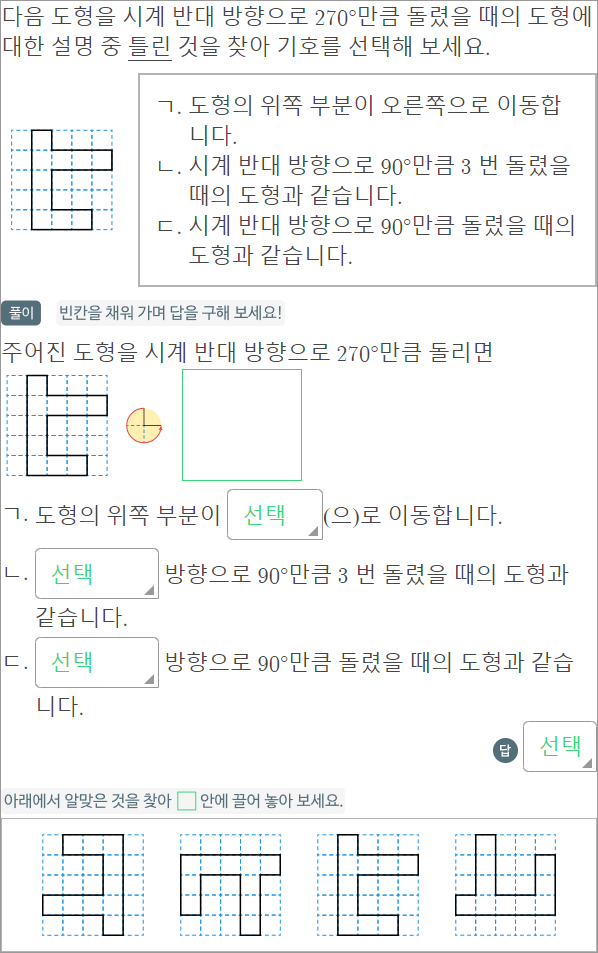 다음 도형을 시계 반대 방향으로 270°만큼 돌렸을 때의 도형에
대한 설명 중 틀린 것을 찾아 기호를 선택해 보세요.
ㄱ. 도형의 위쪽 부분이 오른쪽으로 이동합
니다.
ㄴ. 시계 반대 방향으로 90°만큼 3 번 돌렸을
때의 도형과 같습니다.
ㄷ. 시계 반대 방향으로 90°만큼 돌렸을 때의
도형과 같습니다.
풀이 빈칸을 채워 가며 답을 구해 보세요!
주어진 도형을 시계 반대 방향으로 270°만큼 돌리면
ㄱ. 도형의 위쪽 부분이 선택 (으)로 이동합니다.
ㄴ. 선택 방향으로 90°만큼 3 번 돌렸을 때의 도형과
같습니다.
ㄷ. 선택 방향으로 90°만큼 돌렸을 때의 도형과 같습
니다.
답 선택
아래에서 알맞은 것을 찾아 안에 끌어 놓아 보세요.